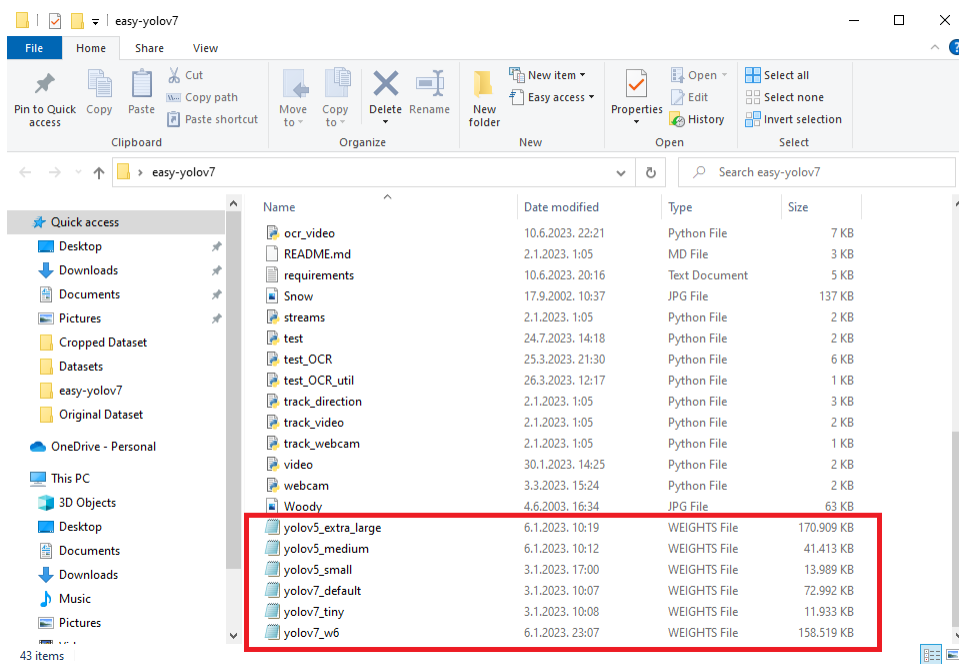 easy-yolov7
File Home Share View
Pin to Quick access
Copy
Paste
Cut
Copy path
Paste shortcut
Clipboard
Move to
Copy to
Delete
Rename
Organize
New folder
New item
Easy access
New
Properties
Open
Edit
History
Open
Select all
Select none
Invert selection
Select
easy-yolov7
Search easy-yolov7
Quick access
Desktop
Downloads
Documents
Pictures
Cropped Dataset
Datasets
easy-yolov7
Original Dataset
OneDrive - Personal
This PC
3D Objects
Desktop
Documents
Downloads
Music
Pictures
Name Date modified Type Size
ocr_video 10.6.2023. 22:21 Python File 7 KB
README.md 2.1.2023. 1:05 MD File 3 KB
requirements 10.6.2023. 20:16 Text Document 5 KB
Snow 17.9.2002. 10:37 JPG File 137 KB
streams 2.1.2023. 1:05 Python File 2 KB
test 24.7.2023. 14:18 Python File 2 KB
test_OCR 25.3.2023. 21:30 Python File 6 KB
test_OCR_util 26.3.2023. 12:17 Python File 1 KB
track_direction 2.1.2023. 1:05 Python File 3 KB
track_video 2.1.2023. 1:05 Python File 2 KB
track_webcam 2.1.2023. 1:05 Python File 1 KB
video 30.1.2023. 14:25 Python File 2 KB
webcam 3.3.2023. 15:24 Python File 2 KB
Woody 4.6.2003. 16:34 JPG File 63 KB
yolov5_extra_large 6.1.2023. 10:19 WEIGHTS File 170.909 KB
yolov5_medium 6.1.2023. 10:12 WEIGHTS File 41.413 KB
yolov5_small 3.1.2023. 17:00 WEIGHTS File 13.989 KB
yolov7_default 3.1.2023. 10:07 WEIGHTS File 72.992 KB
yolov7_tiny 3.1.2023. 10:08 WEIGHTS File 11.933 KB
yolov7_w6 6.1.2023. 23:07 WEIGHTS File 158.519 KB
43 items